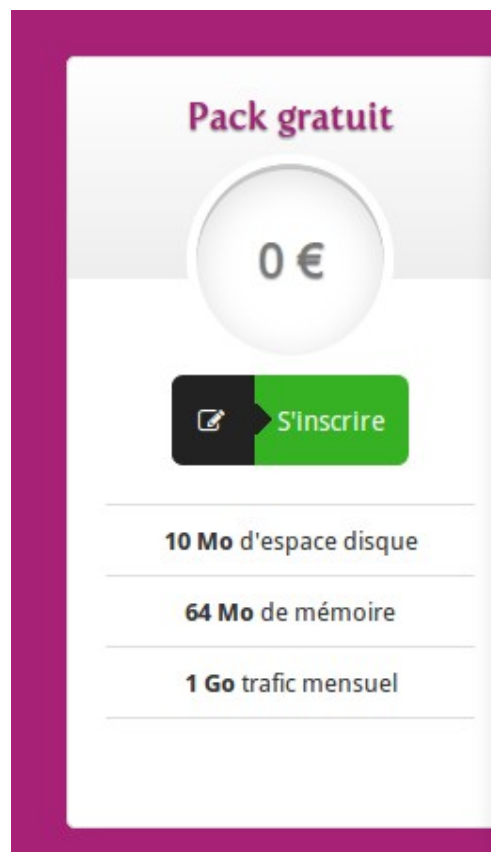 Pack gratuit
0 €
S'inscrire
10 Mo d'espace disque
64 Mo de mémoire
1 Go trafic mensuel